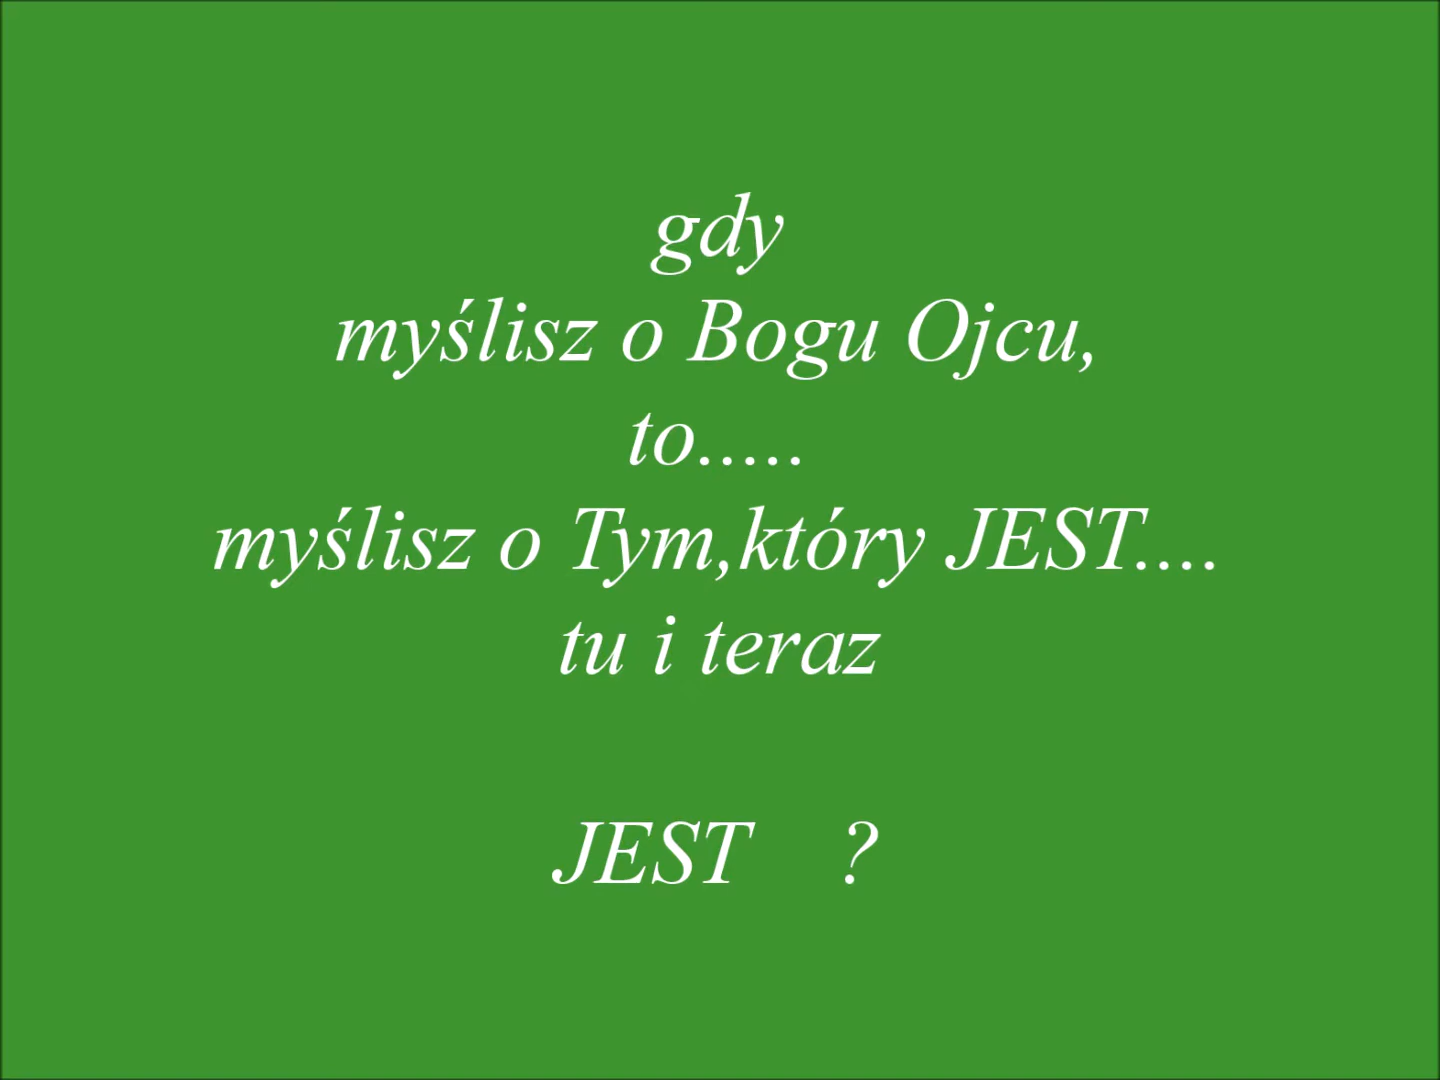 gdy
myślisz o Bogu Ojcu,
to.....
myślisz o Tym,który JEST....
tu i teraz
JEST ?